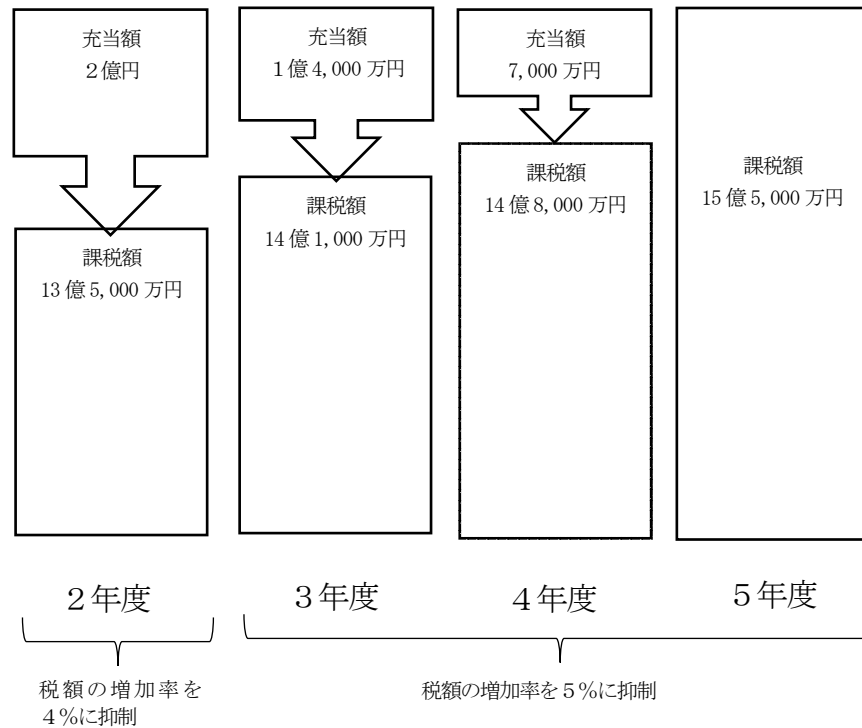 充当額
２億円
課税額
13億5,000万円
２年度
税額の増加率を
４％に抑制
充当額
１億4,000万円
課税額
14億1,000万円
３年度
充当額
7,000万円
課税額
14億8,000万円
４年度
課税額
15億5,000万円
５年度
税額の増加率を５％に抑制